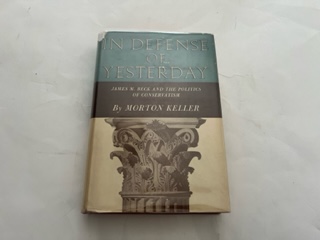 IN DEFENSE
OF
YESTERDAY
JAMES M. BECK AND THE POLITICS
OF CONSERVATISM
By MORTON KELLER